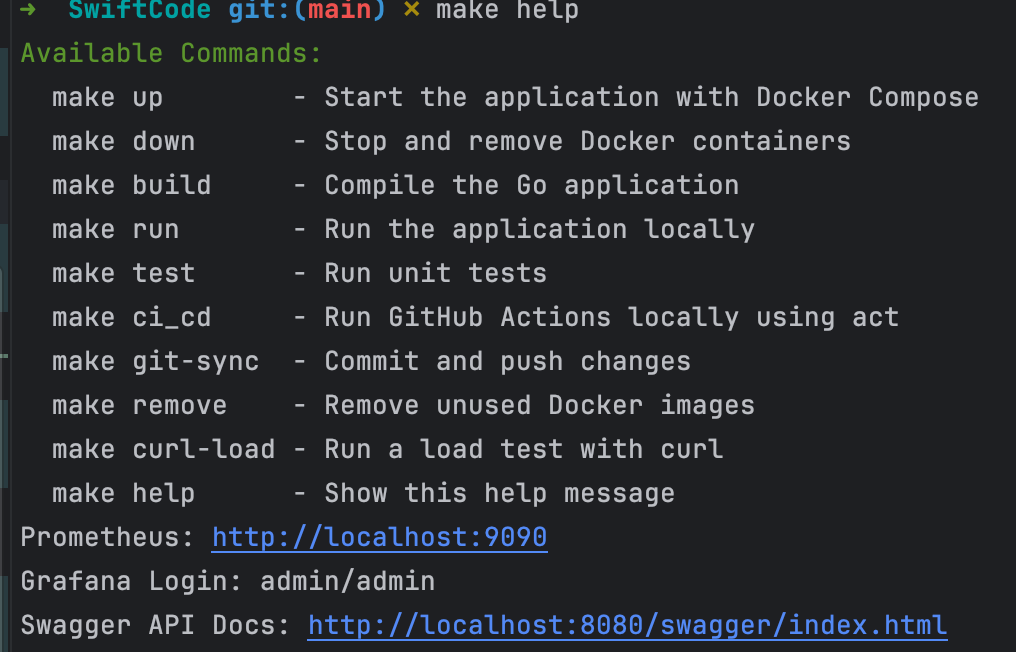 → SwiftCode git:(main) ✗ make help
Available Commands:
make up - Start the application with Docker Compose
make down - Stop and remove Docker containers
make build - Compile the Go application
make run - Run the application locally
make test - Run unit tests
make ci_cd - Run GitHub Actions locally using act
make git-sync - Commit and push changes
make remove - Remove unused Docker images
make curl-load - Run a load test with curl
make help - Show this help message
Prometheus: http://localhost:9090
Grafana Login: admin/admin
Swagger API Docs: http://localhost:8080/swagger/index.html